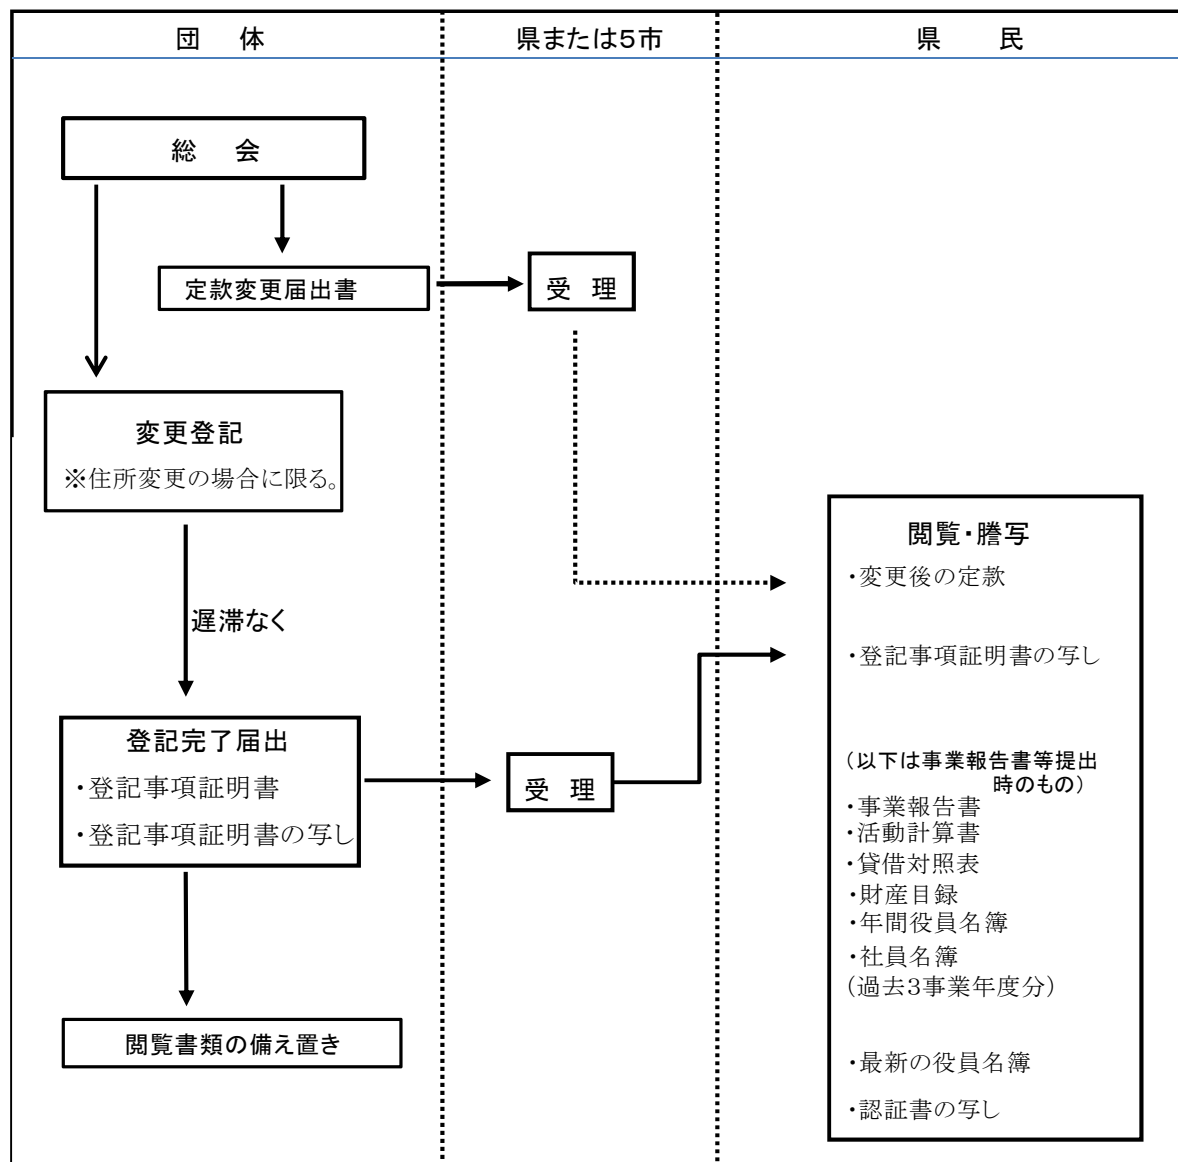 団　体
県または5市
県　民
総　会
定款変更届出書
受　理
変更登記
※住所変更の場合に限る。
遅滞なく
登記完了届出
・登記事項証明書
・登記事項証明書の写し
受　理
閲覧書類の備え置き
閲覧・謄写
・変更後の定款
・登記事項証明書の写し
（以下は事業報告書等提出
時のもの）
・事業報告書
・活動計算書
・貸借対照表
・財産目録
・年間役員名簿
・社員名簿
（過去3事業年度分）
・最新の役員名簿
・認証書の写し